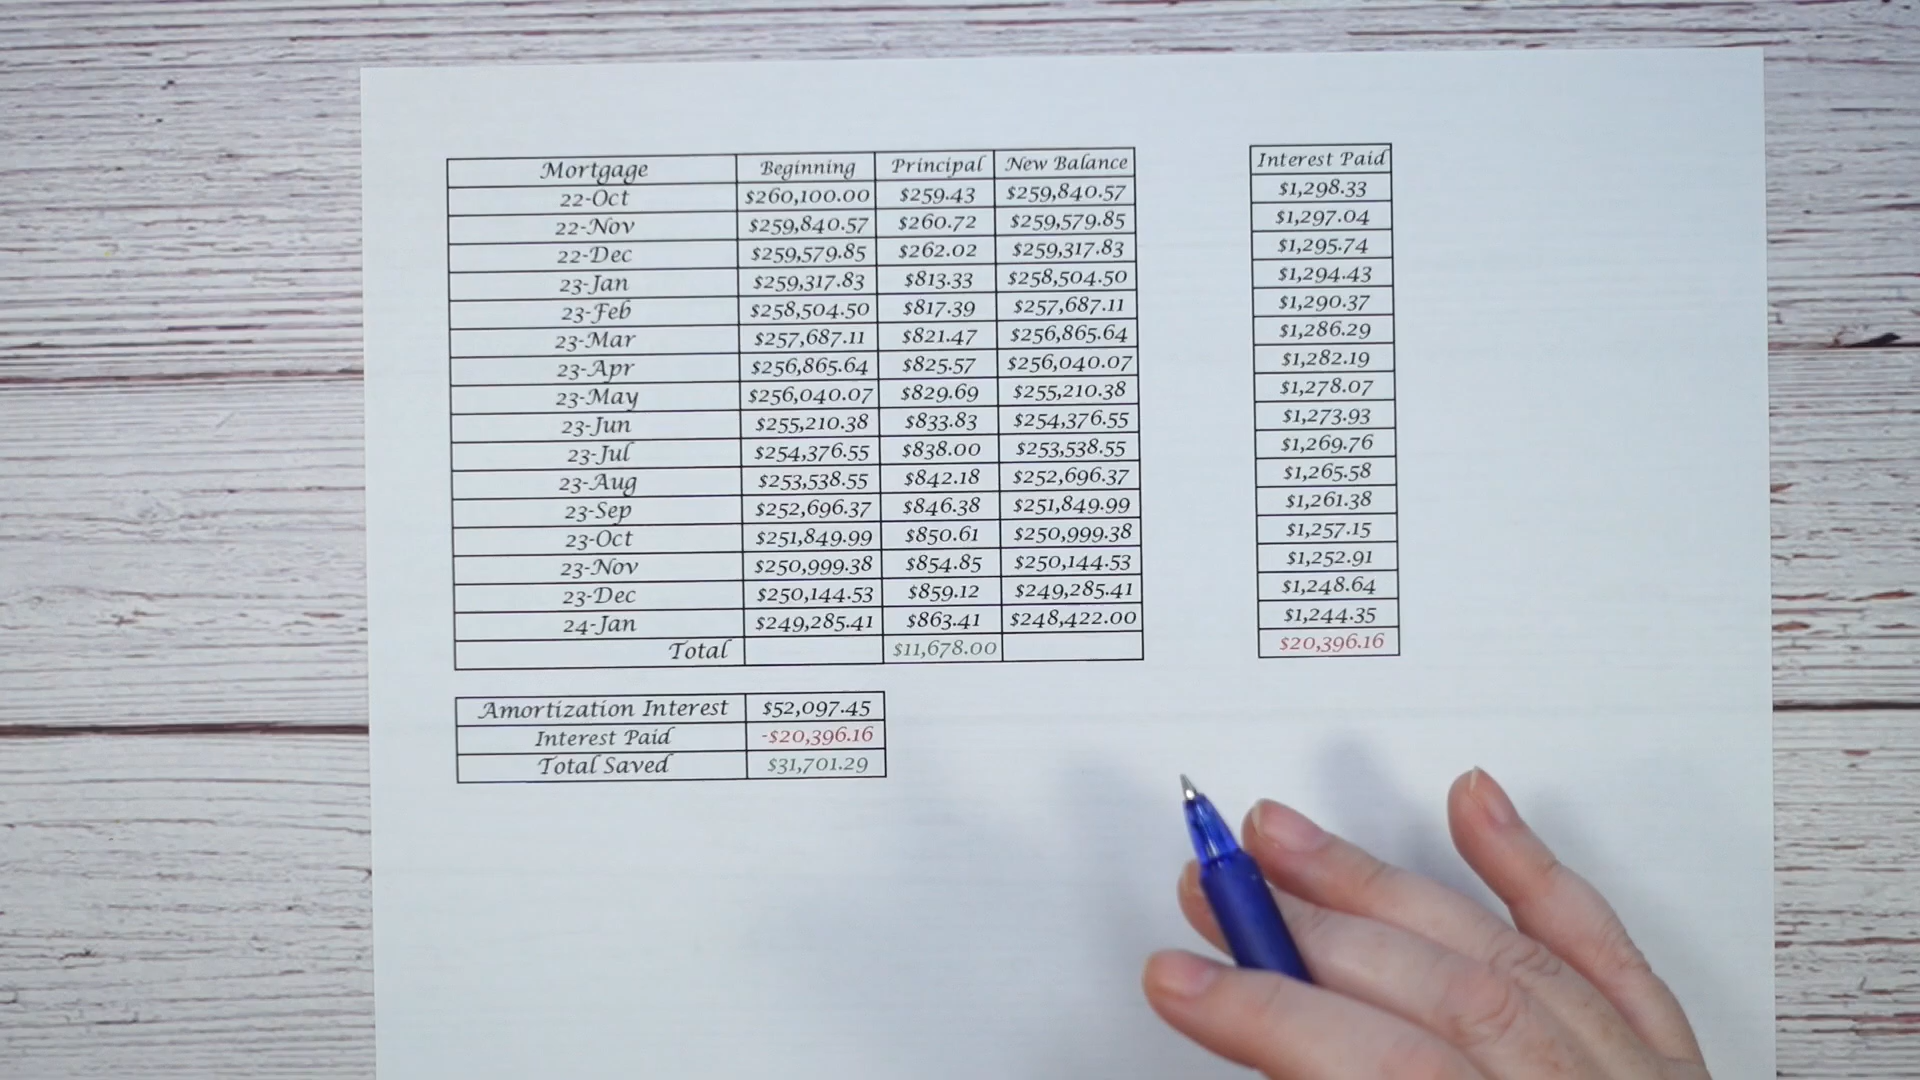 Mortgage Beginning Principal New Balance Interest Paid
22-Oct $260,100.00 $259.43 $259,840.57 $1,298.33
22-Nov $259,840.57 $260.72 $259,579.85 $1,297.04
22-Dec $259,579.85 $262.02 $259,317.83 $1,295.74
23-Jan $259,317.83 $813.33 $258,504.50 $1,294.43
23-Feb $258,504.50 $817.39 $257,687.11 $1,290.37
23-Mar $257,687.11 $821.47 $256,865.64 $1,286.29
23-Apr $256,865.64 $825.57 $256,040.07 $1,282.19
23-May $256,040.07 $829.69 $255,210.38 $1,278.07
23-Jun $255,210.38 $833.83 $254,376.55 $1,273.93
23-Jul $254,376.55 $838.00 $253,538.55 $1,269.76
23-Aug $253,538.55 $842.18 $252,696.37 $1,265.58
23-Sep $252,696.37 $846.38 $251,849.99 $1,261.38
23-Oct $251,849.99 $850.61 $250,999.38 $1,257.15
23-Nov $250,999.38 $854.85 $250,144.53 $1,252.91
23-Dec $250,144.53 $859.12 $249,285.41 $1,248.64
24-Jan $249,285.41 $863.41 $248,422.00 $1,244.35
Total $11,678.00 $20,396.16
Amortization Interest $52,097.45
Interest Paid -$20,396.16
Total Saved $31,701.29